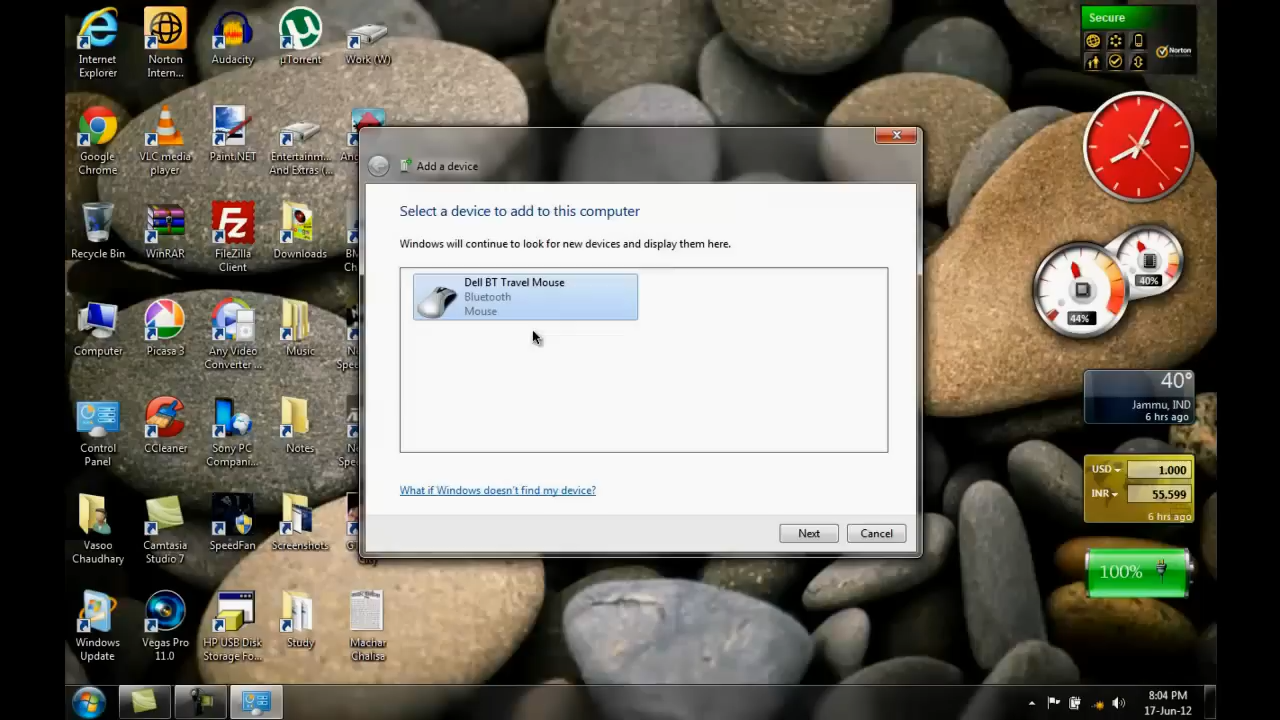 Internet
Explorer
Norton
Intern...
Audacity
µTorrent
Work (W)
Google
Chrome
VLC media
player
Paint.NET
Entertainm...
And Extras (...
Recycle Bin
WinRAR
FileZilla
Client
Downloads
Computer
Picasa 3
Any Video
Converter ...
Music
Control
Panel
CCleaner
Sony PC
Compani...
Notes
Vasoo
Chaudhary
Camtasia
Studio 7
SpeedFan
Screenshots
Windows
Update
Vegas Pro
11.0
HP USB Disk
Storage Fo...
Study
Machar
Chalisa
Add a device
Select a device to add to this computer
Windows will continue to look for new devices and display them here.
Dell BT Travel Mouse
Bluetooth
Mouse
What if Windows doesn't find my device?
Next
Cancel
Secure
Norton
40%
44%
40°
Jammu, IND
6 hrs ago
USD
1.000
INR
55.599
6 hrs ago
100%
8:04 PM
17-Jun-12